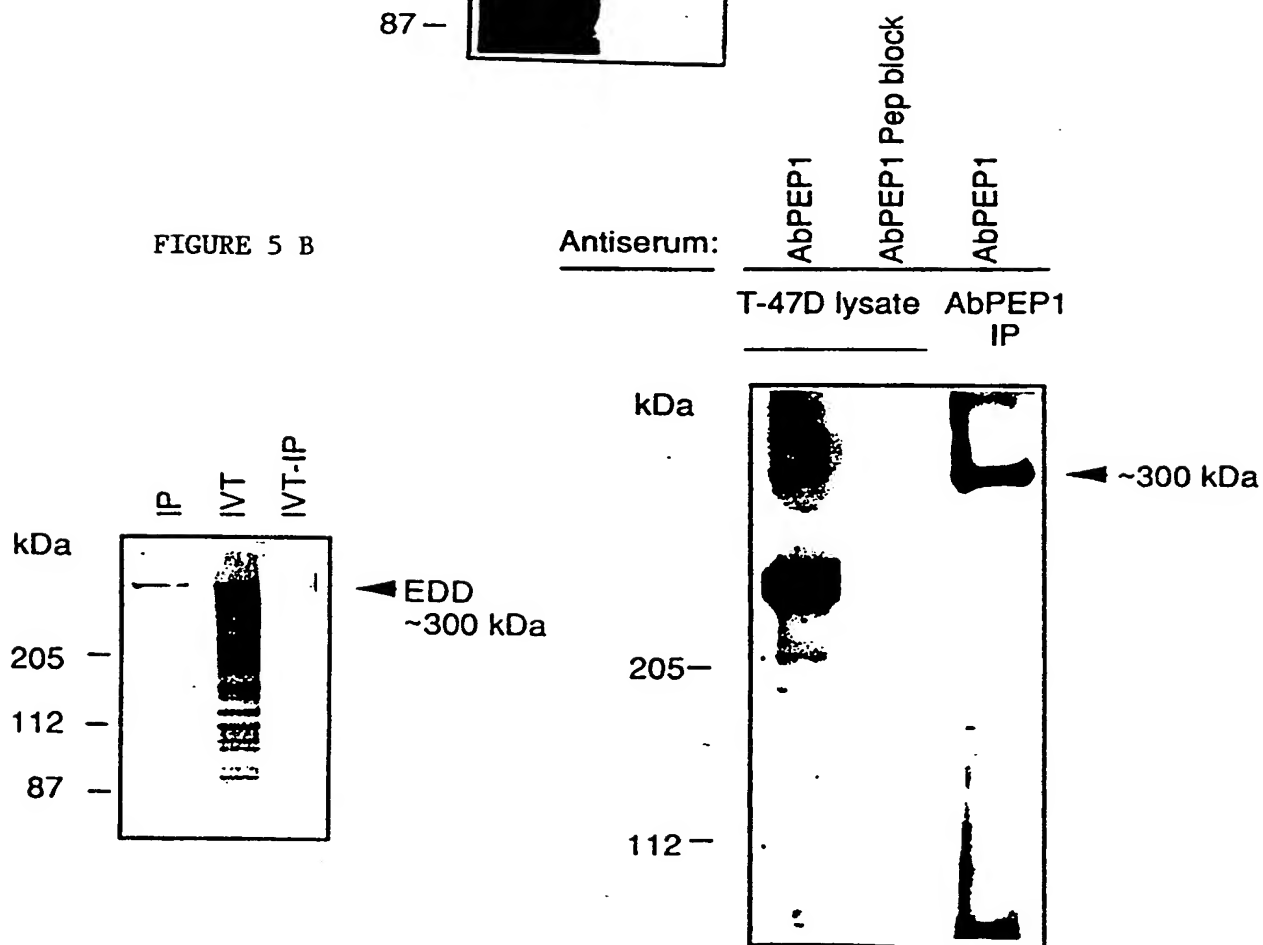 87–
FIGURE 5 B
Antiserum:
AbPEP1
AbPEP1 Pep block
AbPEP1
T-47D lysate
AbPEP1
IP
kDa
~300 kDa
205–
112–
IP
IVT
IVT-IP
kDa
EDD
~300 kDa
205 –
112 –
87 –